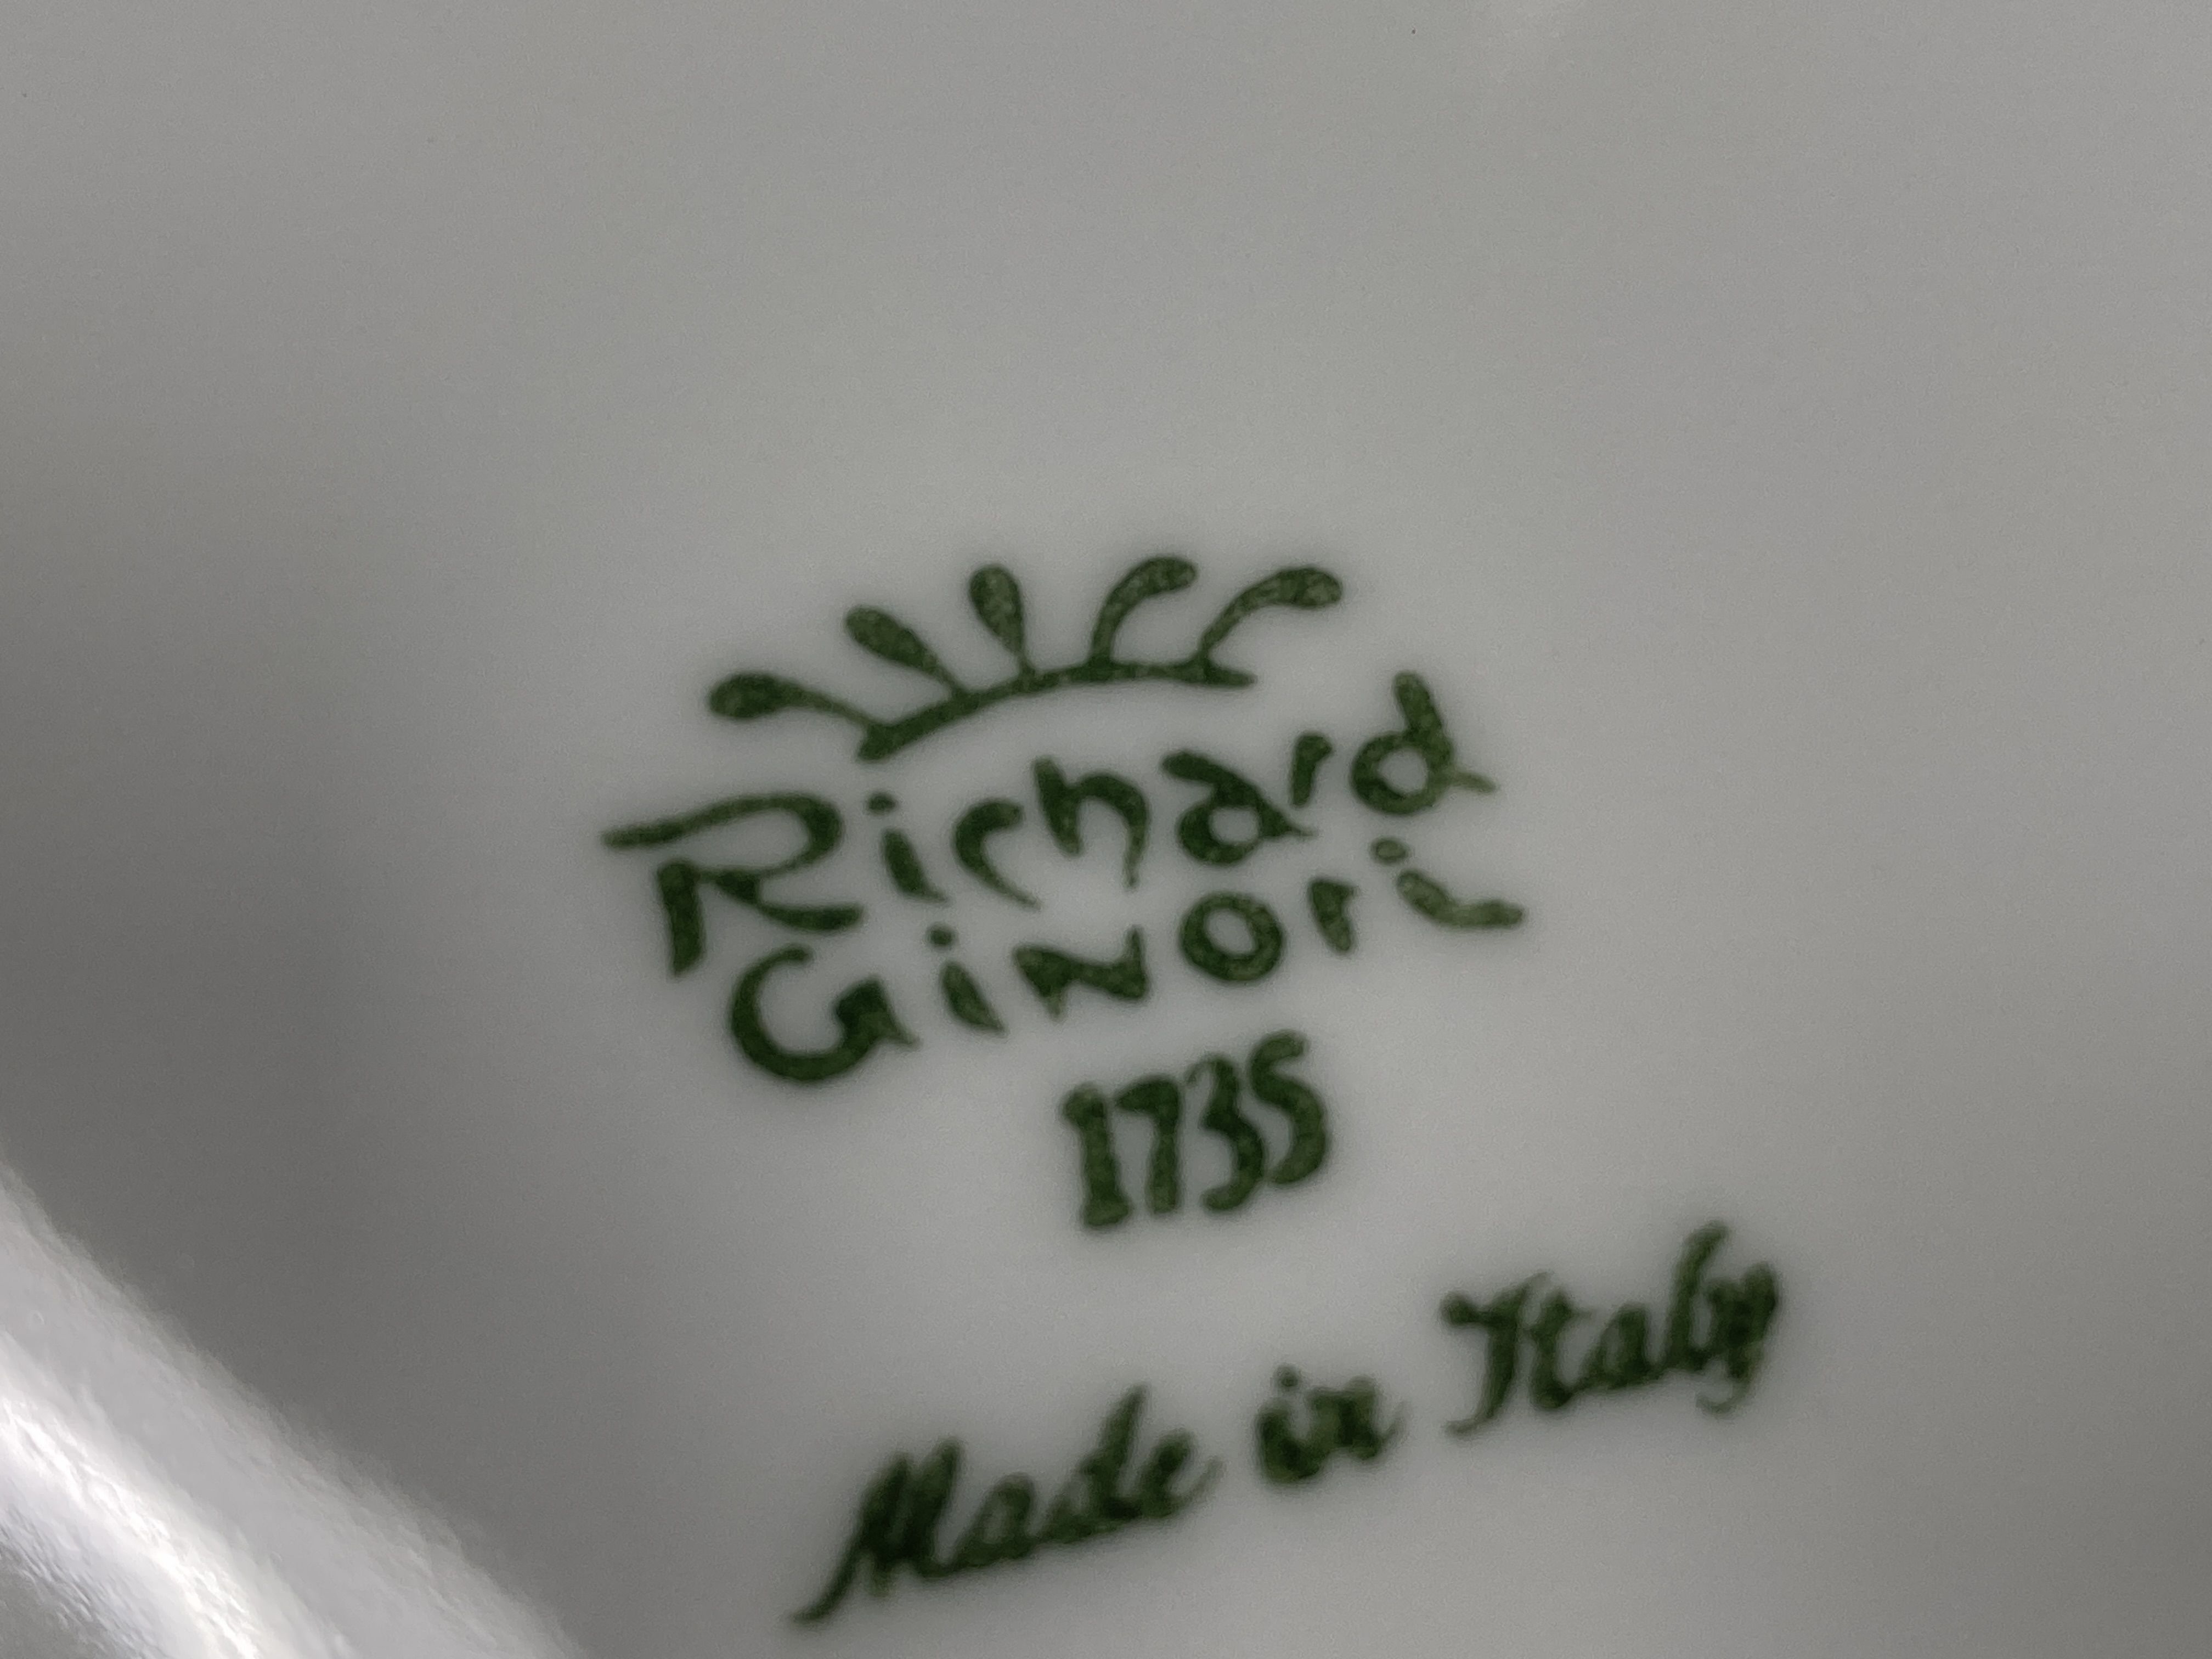 Richard
Ginori
1735
Made in Italy